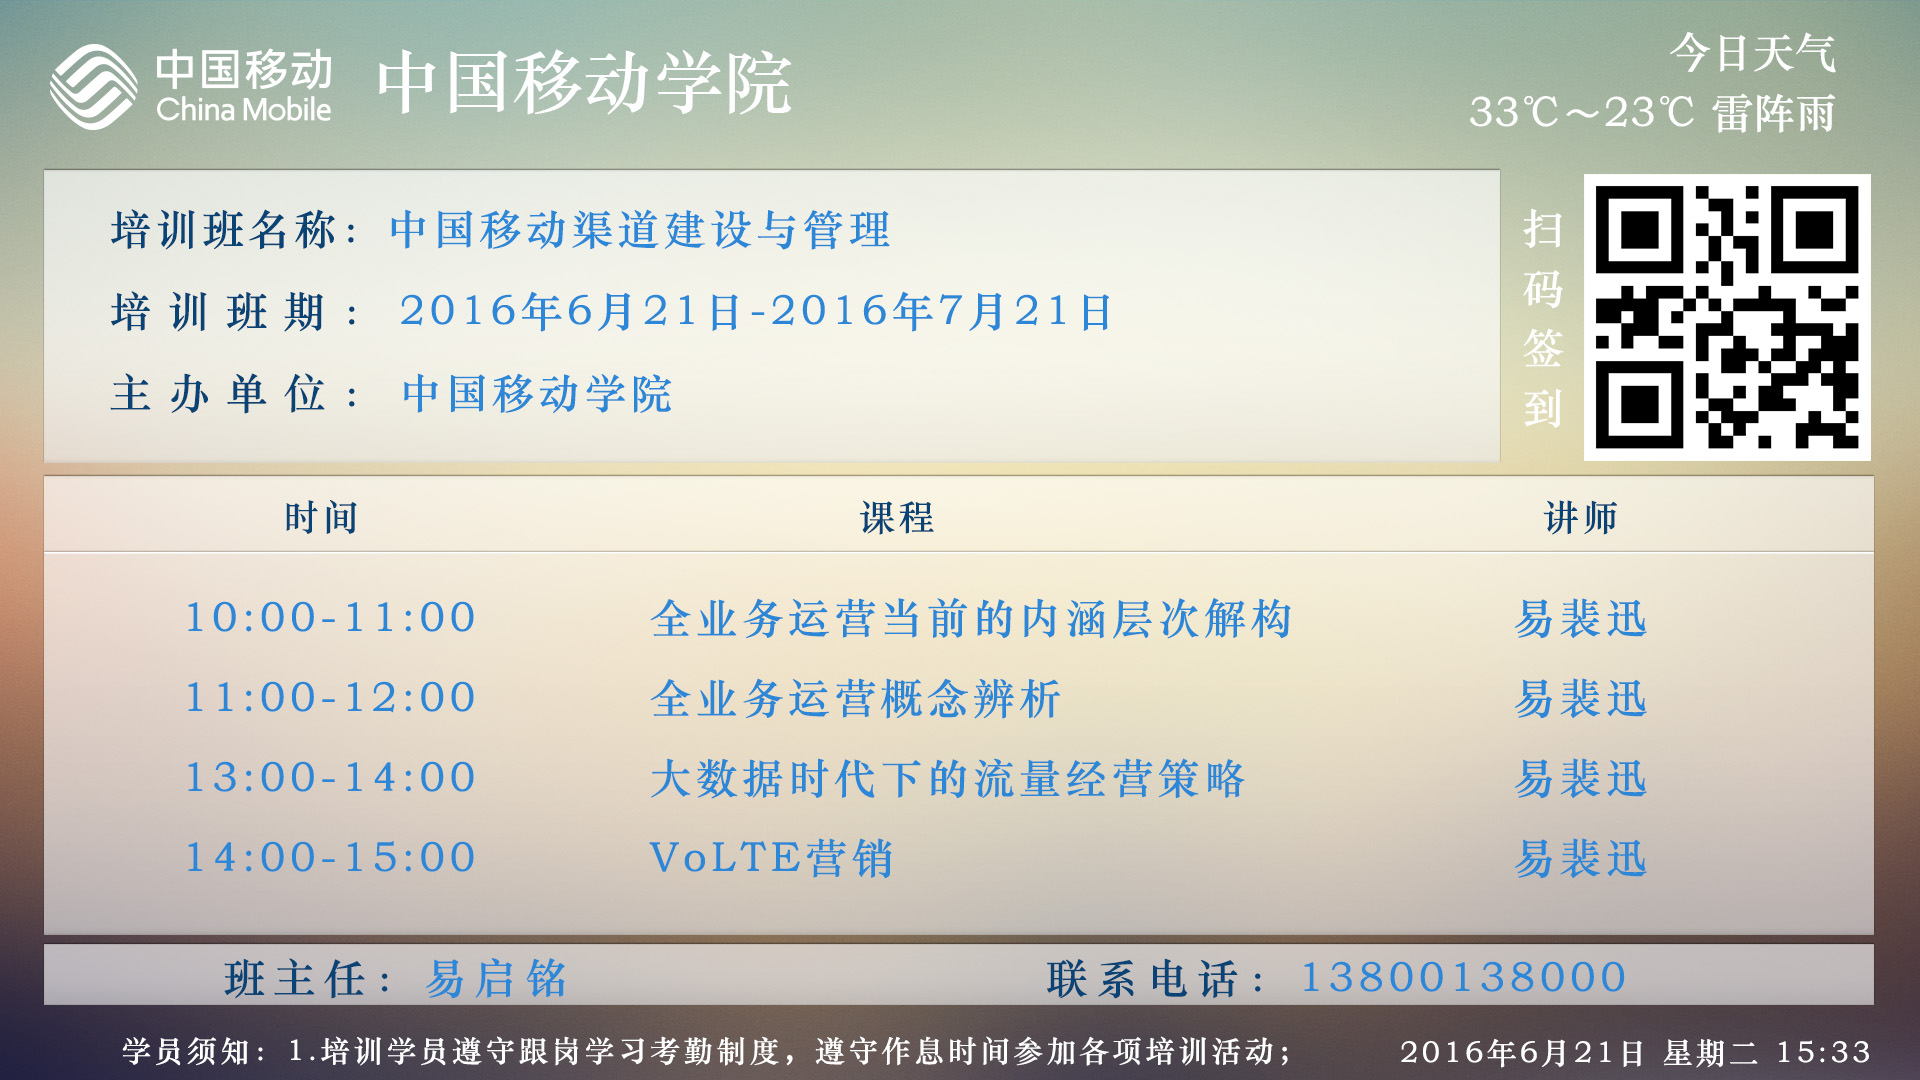 中国移动
China Mobile
中国移动学院
今日天气
33℃～23℃ 雷阵雨
培训班名称：中国移动渠道建设与管理
培训班期：2016年6月21日-2016年7月21日
主办单位：中国移动学院
扫码签到
时间 课程 讲师
10:00-11:00 全业务运营当前的内涵层次解构 易裴迅
11:00-12:00 全业务运营概念辨析 易裴迅
13:00-14:00 大数据时代下的流量经营策略 易裴迅
14:00-15:00 VoLTE营销 易裴迅
班主任：易启铭 联系电话：13800138000
学员须知：1.培训学员遵守跟岗学习考勤制度，遵守作息时间参加各项培训活动； 2016年6月21日 星期二 15:33